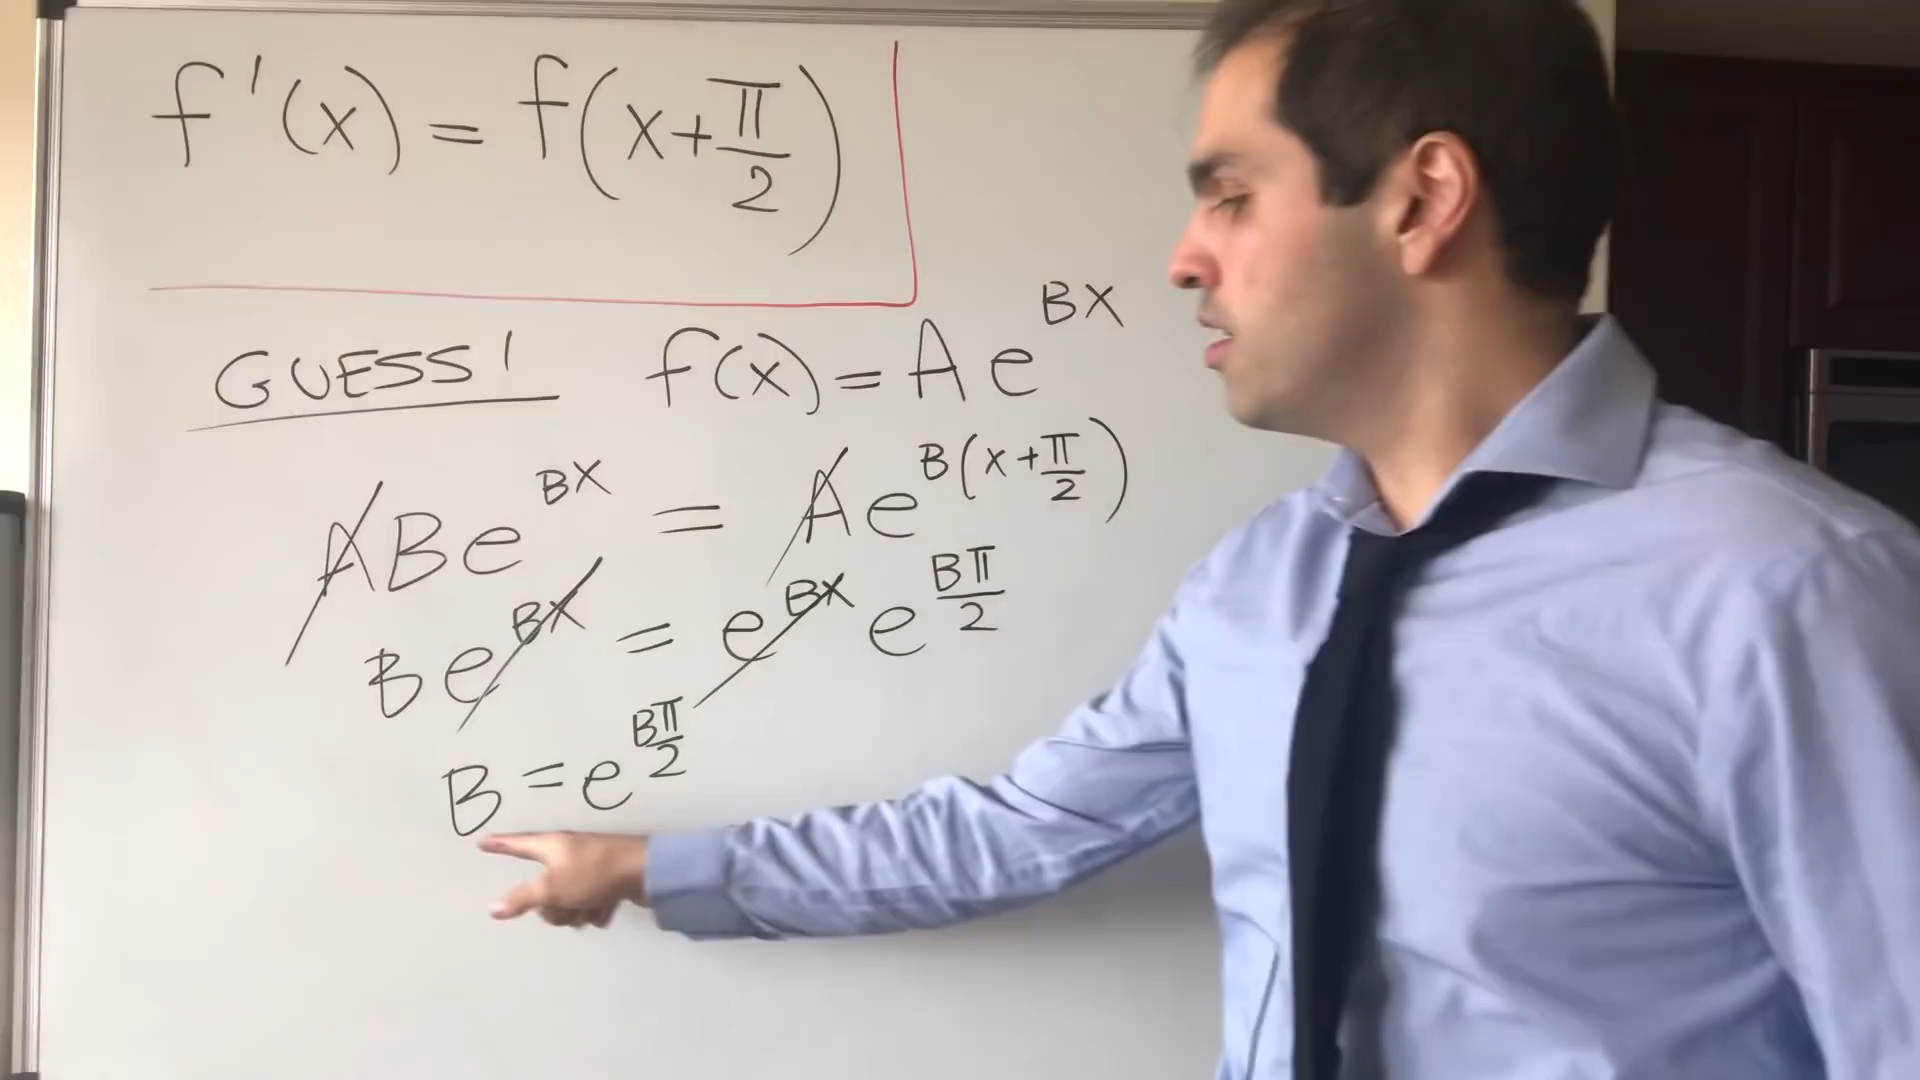 f'(x) = f(x+π/2)
GUESS! f(x) = Ae^{BX}
ABe^{BX} = Ae^{B(x+π/2)}
Be^{BX} = e^{BX} e^{Bπ/2}
B = e^{Bπ/2}